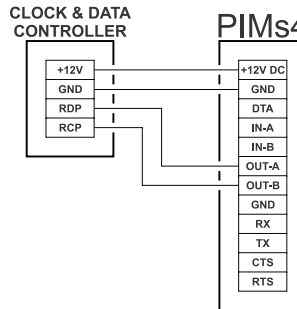 CLOCK & DATA
CONTROLLER
+12V
GND
RDP
RCP
PIMs4
+12V DC
GND
DTA
IN-A
IN-B
OUT-A
OUT-B
GND
RX
TX
CTS
RTS